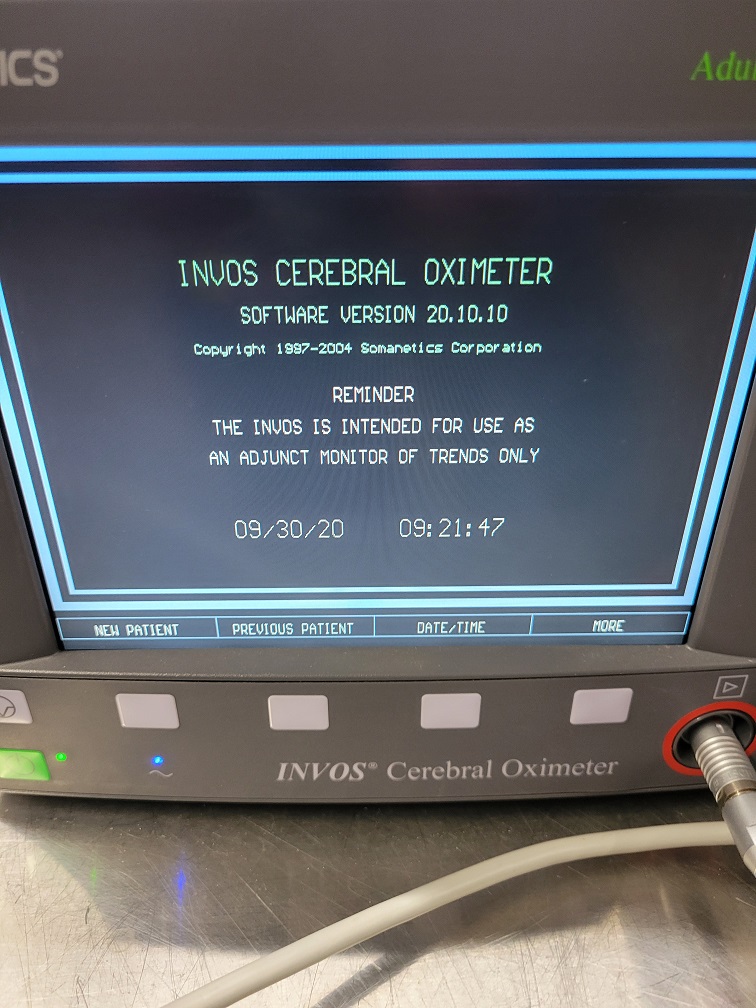 ICS
INVOS CEREBRAL OXIMETER
SOFTWARE VERSION 20.10.10
Copyright 1997-2004 Somanetics Corporation
REMINDER
THE INVOS IS INTENDED FOR USE AS
AN ADJUNCT MONITOR OF TRENDS ONLY
09/30/20 09:21:47
NEW PATIENT PREVIOUS PATIENT DATE/TIME MORE
INVOS® Cerebral Oximeter